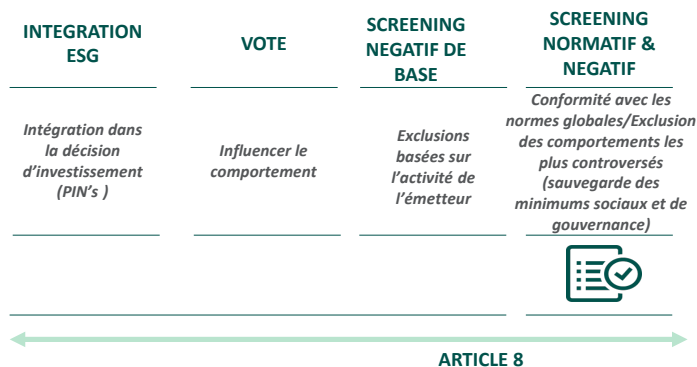 INTEGRATION
ESG
VOTE
SCREENING
NEGATIF DE
BASE
SCREENING
NORMATIF &
NEGATIF
Intégration dans
la décision
d'investissement
(PIN's )
Influencer le
comportement
Exclusions
basées sur
l'activité de
l'émetteur
Conformité avec les
normes globales/Exclusion
des comportements les
plus controversés
(sauvegarde des
minimums sociaux et de
gouvernance)
ARTICLE 8